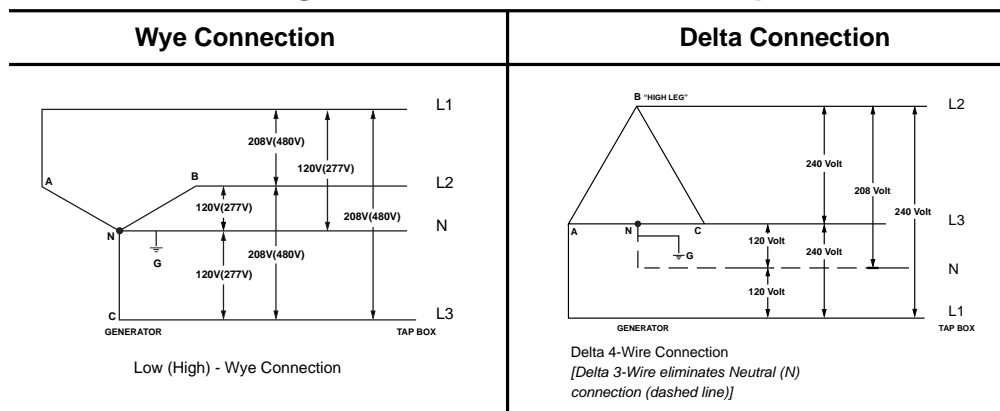 Wye Connection
L1
208V(480V)
120V(277V)
A
B
L2
120V(277V)
208V(480V)
N
N
G
208V(480V)
120V(277V)
C
L3
GENERATOR
TAP BOX
Low (High) - Wye Connection
Delta Connection
B "HIGH LEG"
L2
240 Volt
208 Volt
240 Volt
L3
A
N
C
120 Volt
240 Volt
G
N
120 Volt
L1
GENERATOR
TAP BOX
Delta 4-Wire Connection
[Delta 3-Wire eliminates Neutral (N)
connection (dashed line)]